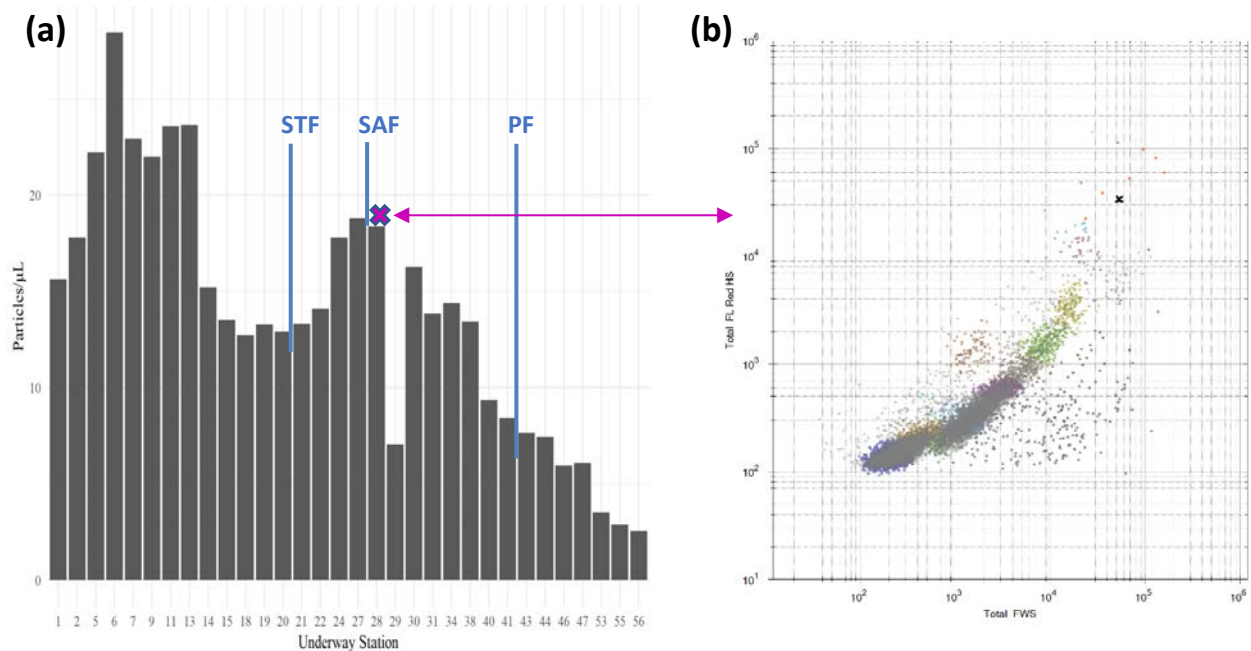 (a)
Particles/μL
20
10
0
STF
SAF
PF
1 2 5 6 7 9 11 13 14 15 18 19 20 21 22 24 27 28 29 30 31 34 38 40 41 43 44 46 47 53 55 56
Underway Station
(b)
Total FL Red HS
10⁶
10⁵
10⁴
10³
10²
10¹
10² 10³ 10⁴ 10⁵ 10⁶
Total FWS